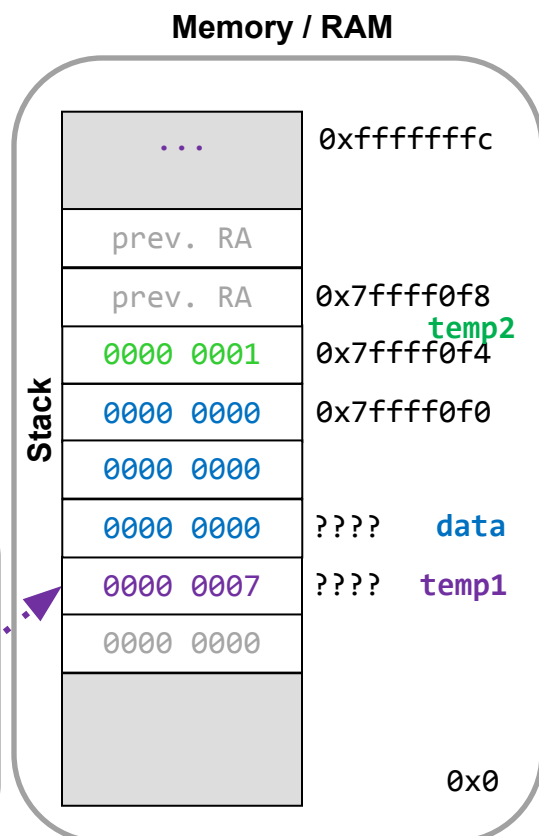 Memory / RAM
... 0xfffffffc
prev. RA
prev. RA 0x7ffff0f8
temp2
0000 0001 0x7ffff0f4
0000 0000 0x7ffff0f0
Stack
0000 0000
0000 0000 ???? data
0000 0007 ???? temp1
0000 0000
0x0